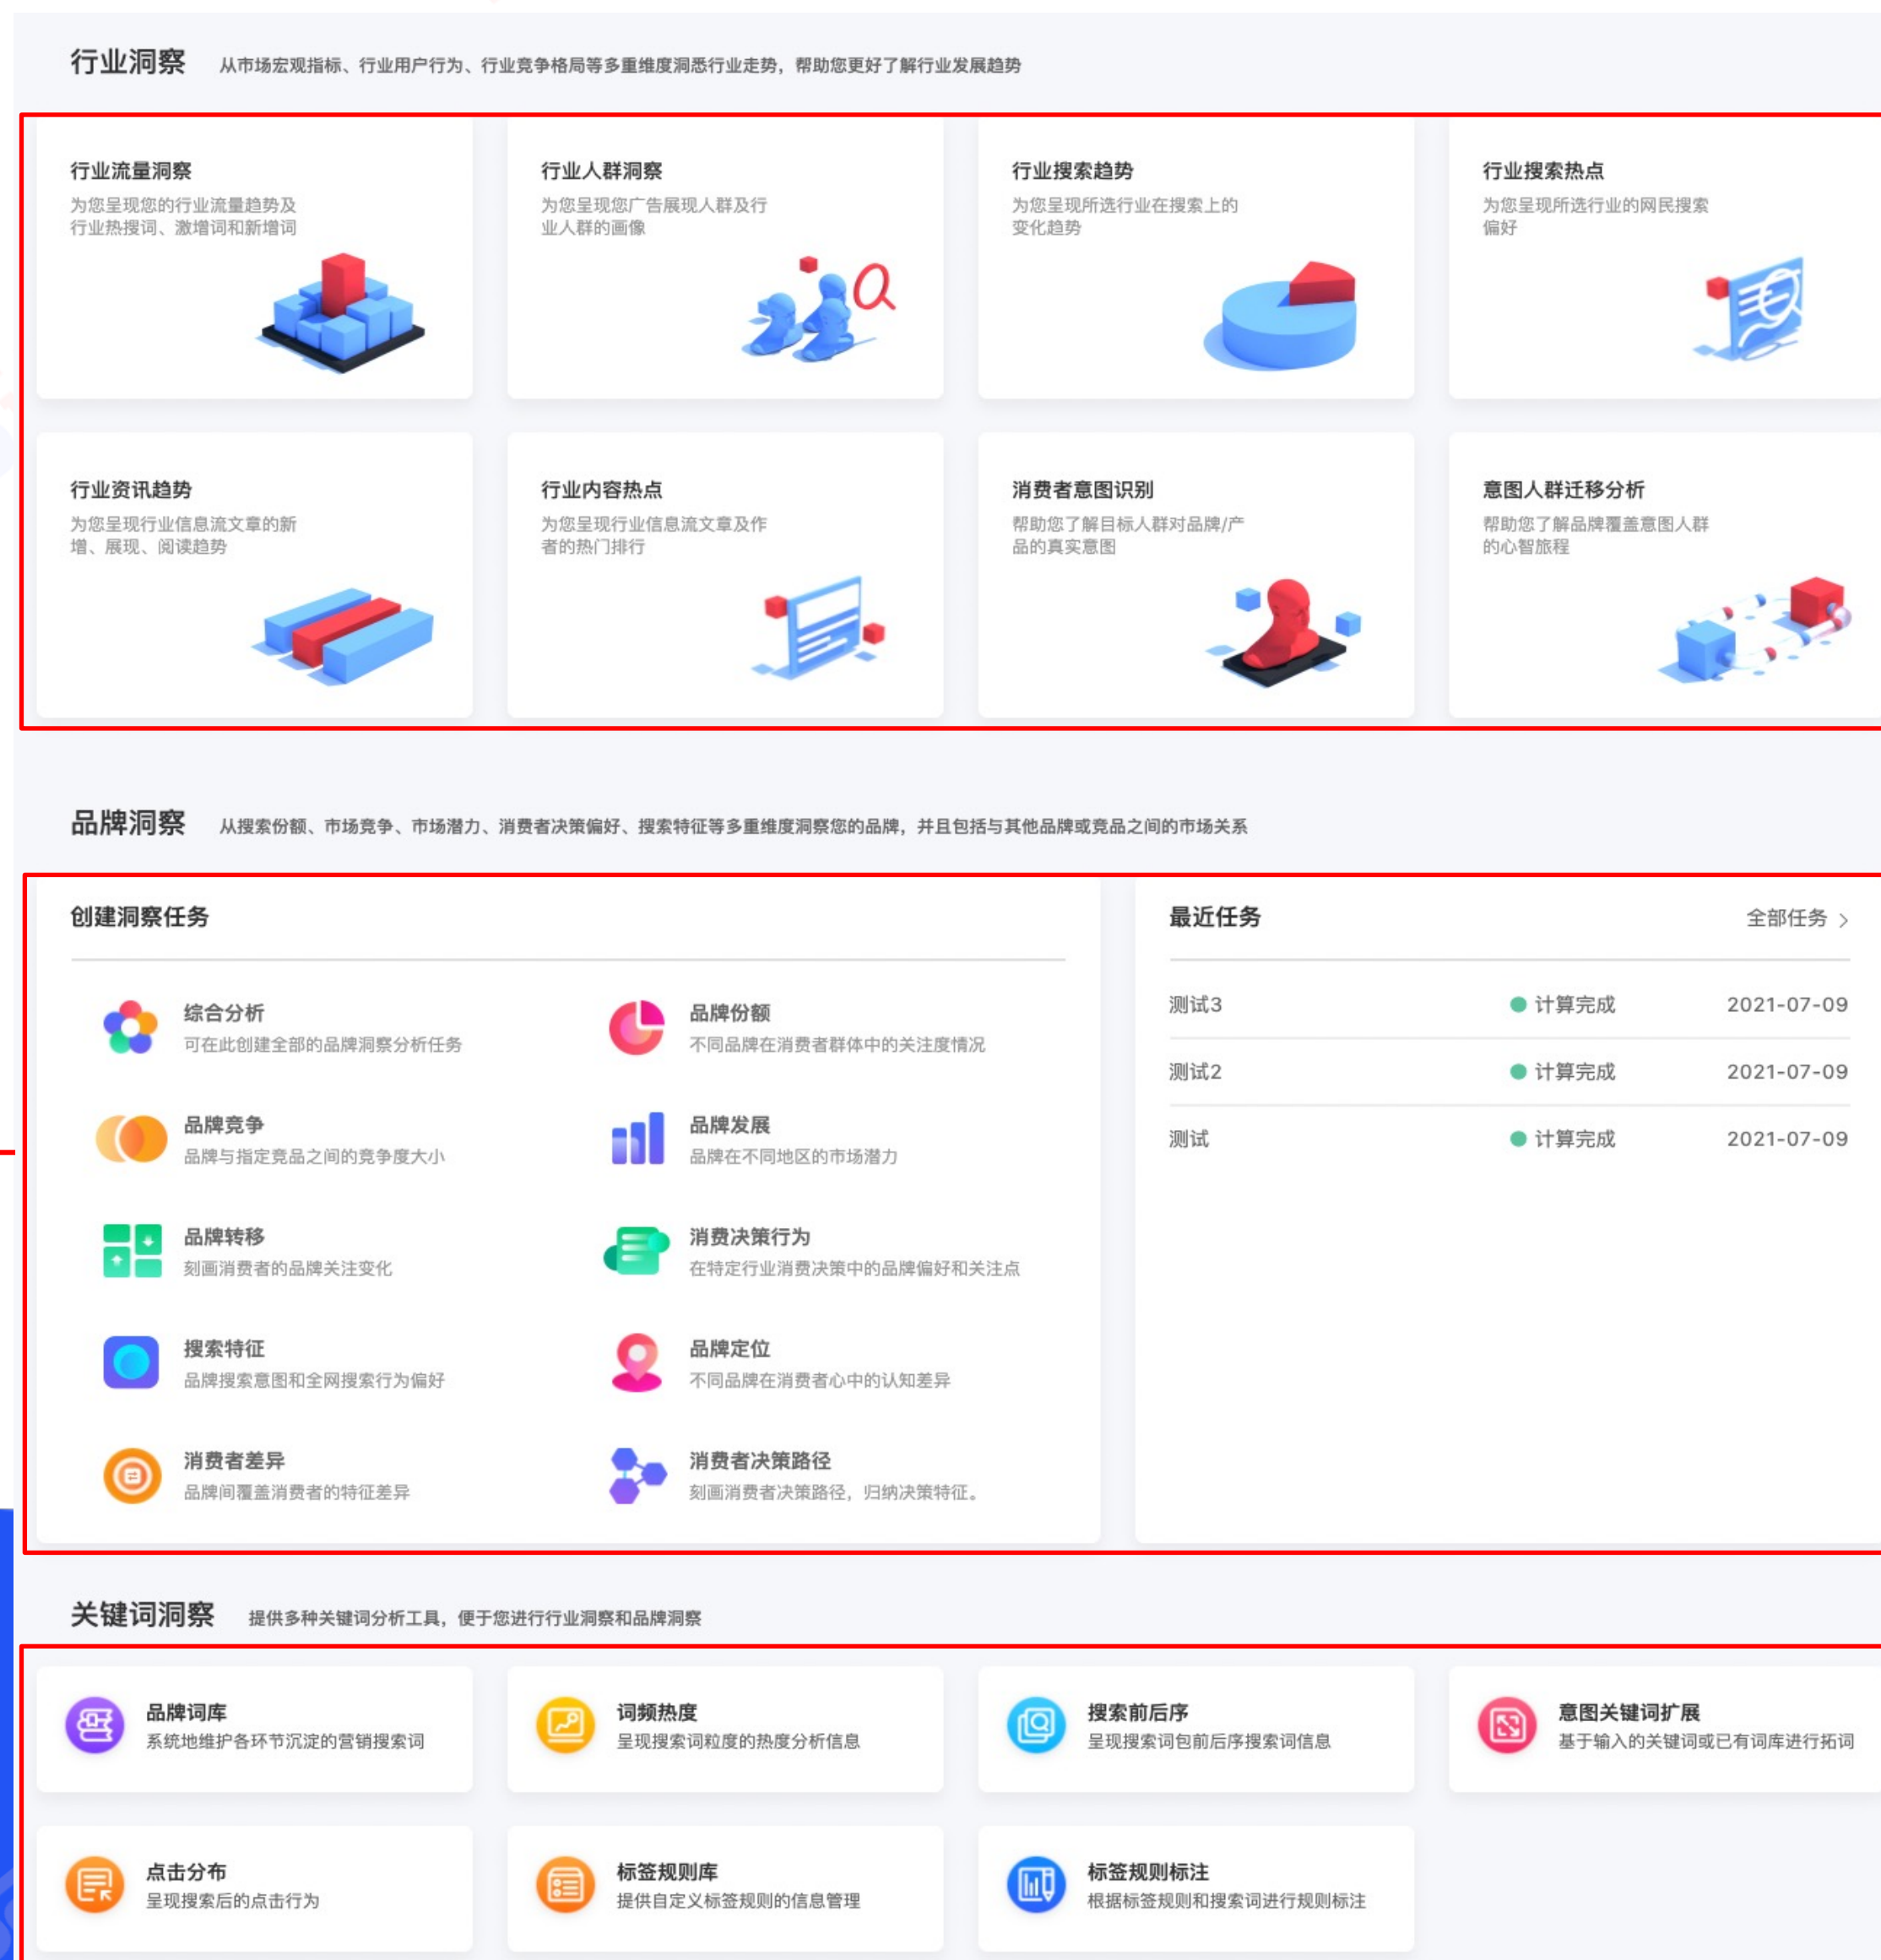 行业洞察 从市场宏观指标、行业用户行为、行业竞争格局等多重维度洞悉行业走势，帮助您更好了解行业发展趋势
行业流量洞察
为您呈现您的行业流量趋势及
行业热搜词、激增词和新增词
行业人群洞察
为您呈现您广告展现人群及行
业人群的画像
行业搜索趋势
为您呈现所选行业在搜索上的
变化趋势
行业搜索热点
为您呈现所选行业的网民搜索
偏好
行业资讯趋势
为您呈现行业信息流文章的新
增、展现、阅读趋势
行业内容热点
为您呈现行业信息流文章及作
者的热门排行
消费者意图识别
帮助您了解目标人群对品牌/产
品的真实意图
意图人群迁移分析
帮助您了解品牌覆盖意图人群
的心智旅程
品牌洞察 从搜索份额、市场竞争、市场潜力、消费者决策偏好、搜索特征等多重维度洞察您的品牌，并且包括与其他品牌或竞品之间的市场关系
创建洞察任务
综合分析
可在此创建全部的品牌洞察分析任务
品牌份额
不同品牌在消费者群体中的关注度情况
品牌竞争
品牌与指定竞品之间的竞争度大小
品牌发展
品牌在不同地区的市场潜力
品牌转移
刻画消费者的品牌关注变化
消费决策行为
在特定行业消费决策中的品牌偏好和关注点
搜索特征
品牌搜索意图和全网搜索行为偏好
品牌定位
不同品牌在消费者心中的认知差异
消费者差异
品牌间覆盖消费者的特征差异
消费者决策路径
刻画消费者决策路径，归纳决策特征。
最近任务 全部任务 >
测试3 计算完成 2021-07-09
测试2 计算完成 2021-07-09
测试 计算完成 2021-07-09
关键词洞察 提供多种关键词分析工具，便于您进行行业洞察和品牌洞察
品牌词库
系统地维护各环节沉淀的营销搜索词
词频热度
呈现搜索词粒度的热度分析信息
搜索前后序
呈现搜索词包前后序搜索词信息
意图关键词扩展
基于输入的关键词或已有词库进行拓词
点击分布
呈现搜索后的点击行为
标签规则库
提供自定义标签规则的信息管理
标签规则标注
根据标签规则和搜索词进行规则标注